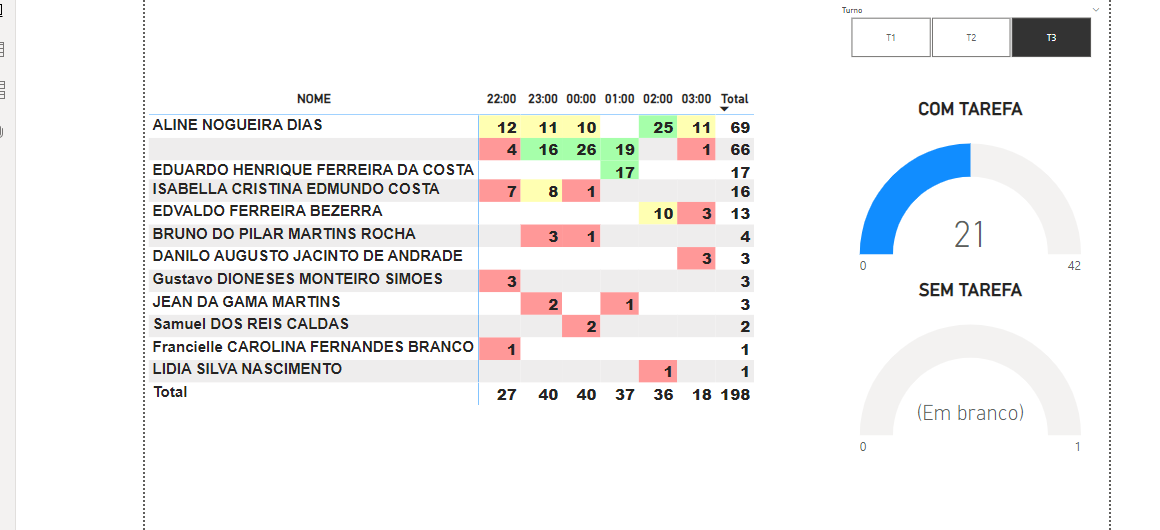 Turno
T1 T2 T3
NOME 22:00 23:00 00:00 01:00 02:00 03:00 Total
ALINE NOGUEIRA DIAS 12 11 10 25 11 69
4 16 26 19 1 66
EDUARDO HENRIQUE FERREIRA DA COSTA 17 17
ISABELLA CRISTINA EDMUNDO COSTA 7 8 1 16
EDVALDO FERREIRA BEZERRA 10 3 13
BRUNO DO PILAR MARTINS ROCHA 3 1 4
DANILO AUGUSTO JACINTO DE ANDRADE 3 3
Gustavo DIONESES MONTEIRO SIMOES 3 3
JEAN DA GAMA MARTINS 2 1 3
Samuel DOS REIS CALDAS 2 2
Francielle CAROLINA FERNANDES BRANCO 1 1
LIDIA SILVA NASCIMENTO 1 1
Total 27 40 40 37 36 18 198
COM TAREFA
21
0 42
SEM TAREFA
(Em branco)
0 1